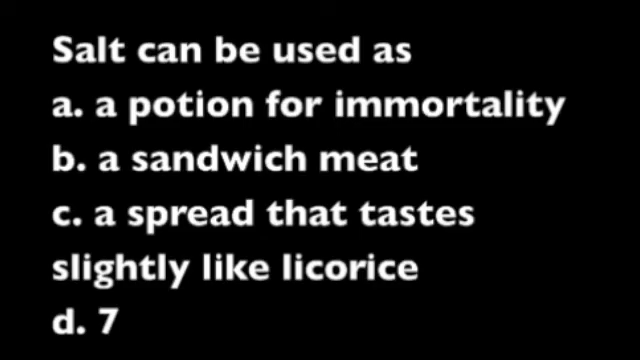 Salt can be used as
a. a potion for immortality
b. a sandwich meat
c. a spread that tastes
slightly like licorice
d. 7